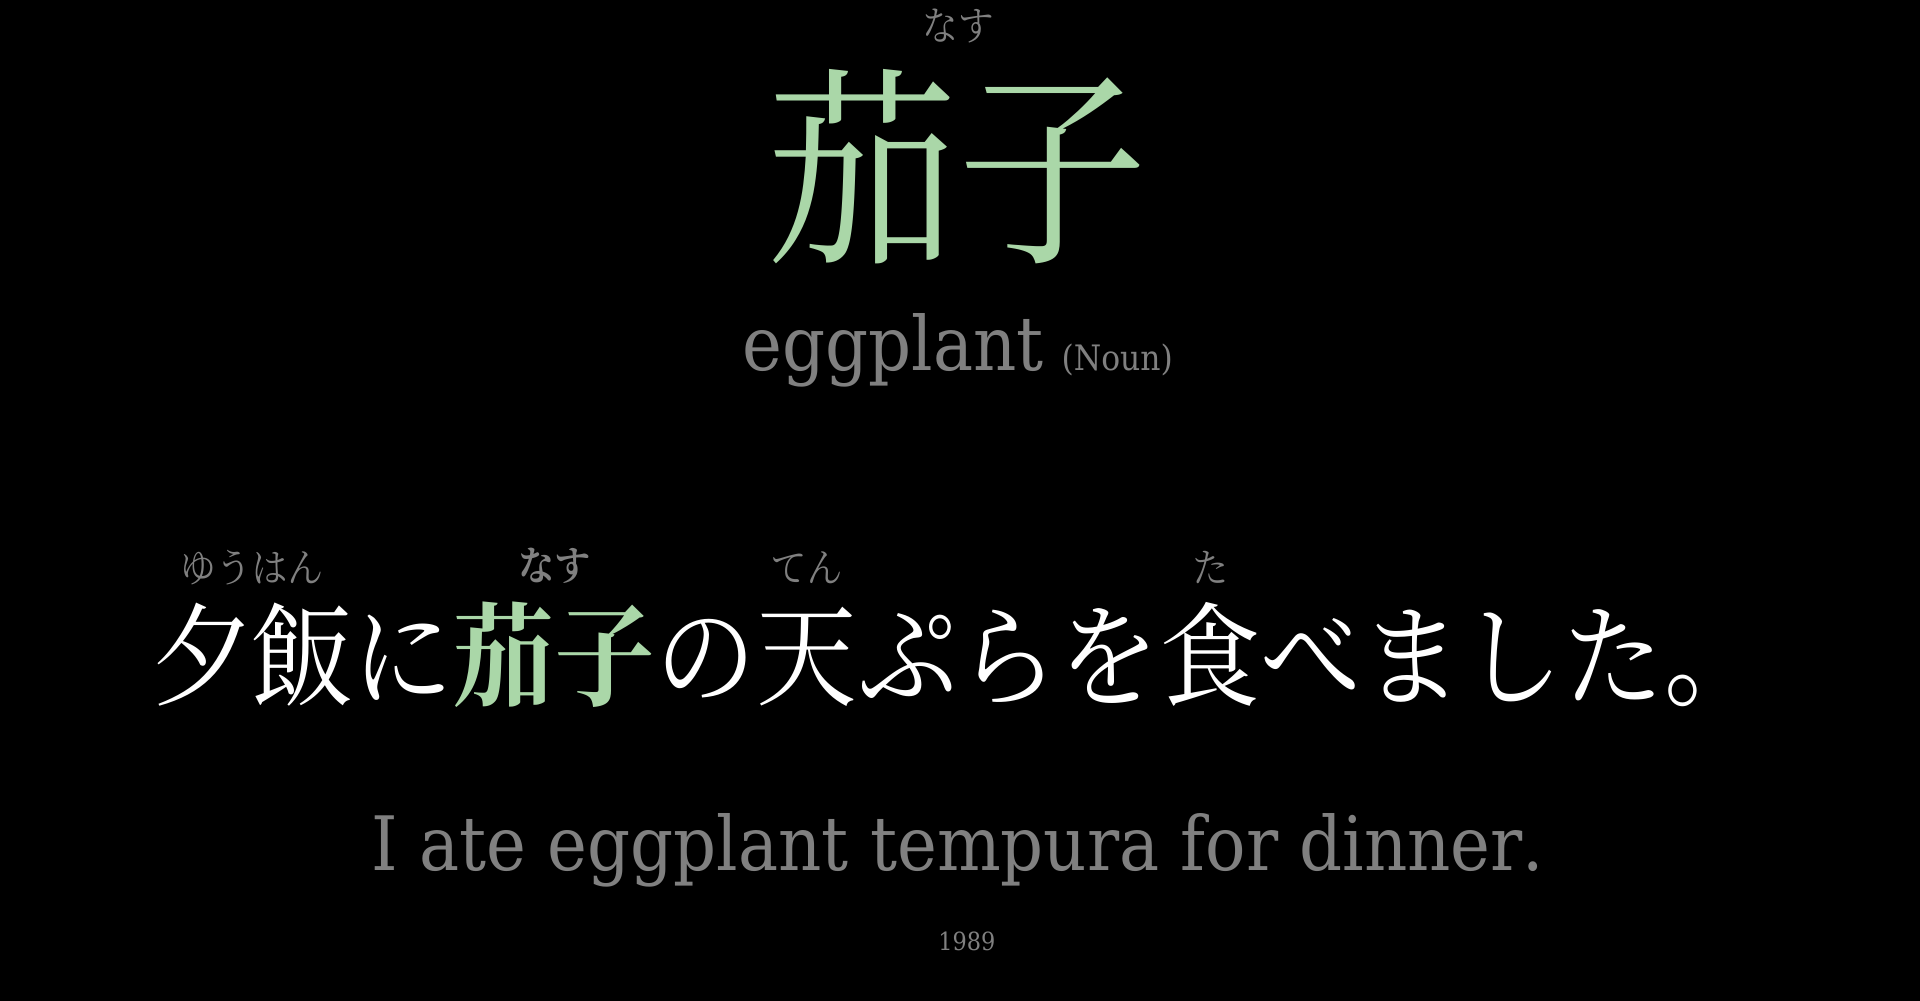 なす
茄子
eggplant (Noun)
ゆうはん なす てん た
夕飯に茄子の天ぷらを食べました。
I ate eggplant tempura for dinner.
1989